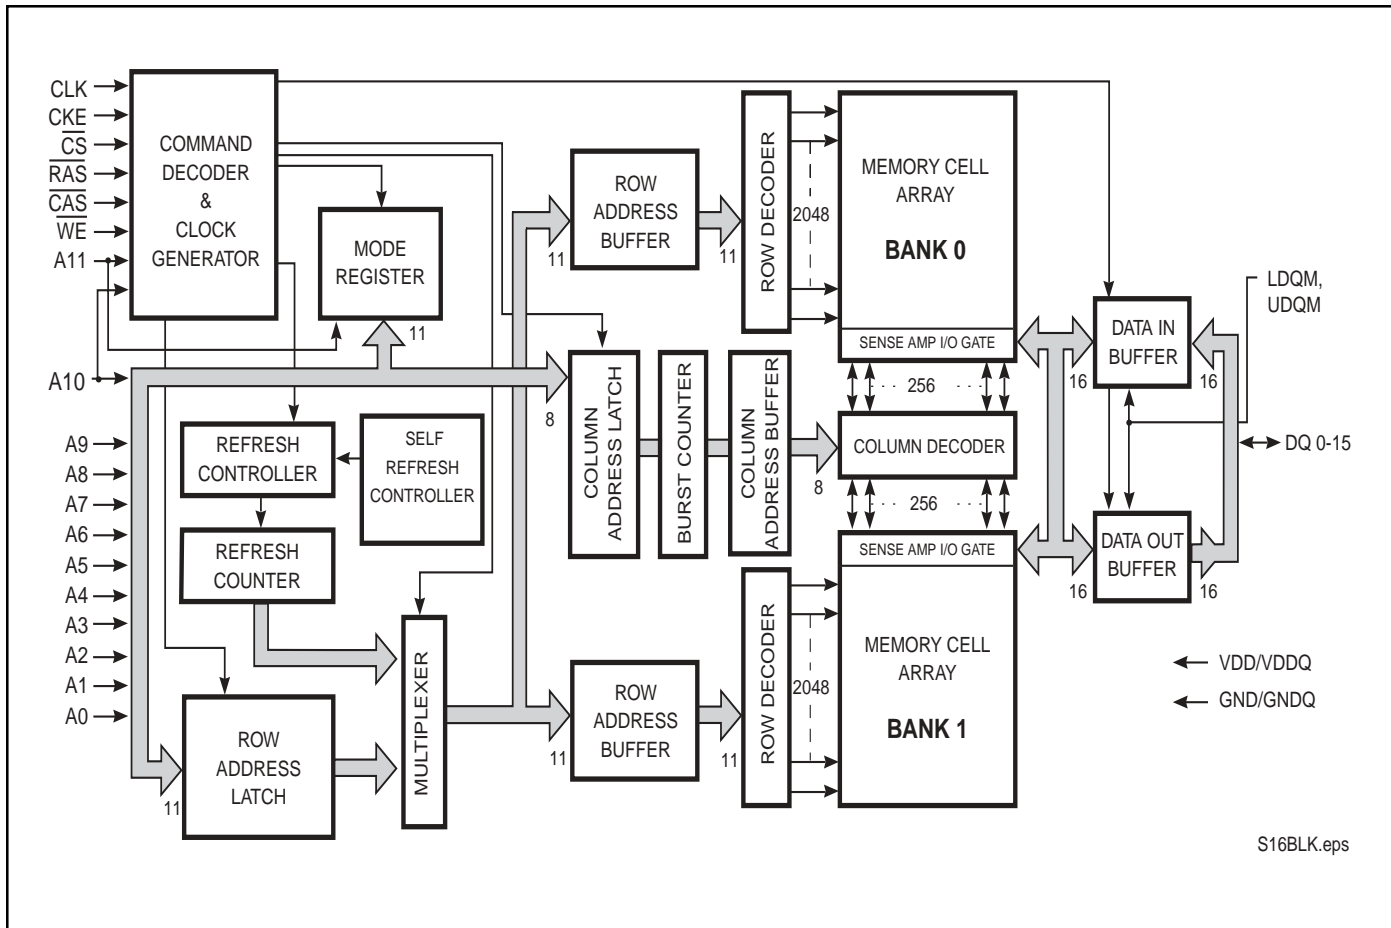 CLK
CKE
CS
RAS
CAS
WE
A11
A10
A9
A8
A7
A6
A5
A4
A3
A2
A1
A0
COMMAND
DECODER
&
CLOCK
GENERATOR
MODE
REGISTER
11
REFRESH
CONTROLLER
SELF
REFRESH
CONTROLLER
REFRESH
COUNTER
ROW
ADDRESS
LATCH
11
MULTIPLEXER
ROW
ADDRESS
BUFFER
11
11
ROW DECODER
2048
MEMORY CELL
ARRAY
BANK 0
SENSE AMP I/O GATE
256
8
COLUMN
ADDRESS LATCH
BURST COUNTER
COLUMN
ADDRESS BUFFER
8
COLUMN DECODER
256
SENSE AMP I/O GATE
MEMORY CELL
ARRAY
BANK 1
ROW
ADDRESS
BUFFER
11
11
ROW DECODER
2048
LDQM,
UDQM
DATA IN
BUFFER
16
16
DQ 0-15
DATA OUT
BUFFER
16
16
VDD/VDDQ
GND/GNDQ
S16BLK.eps